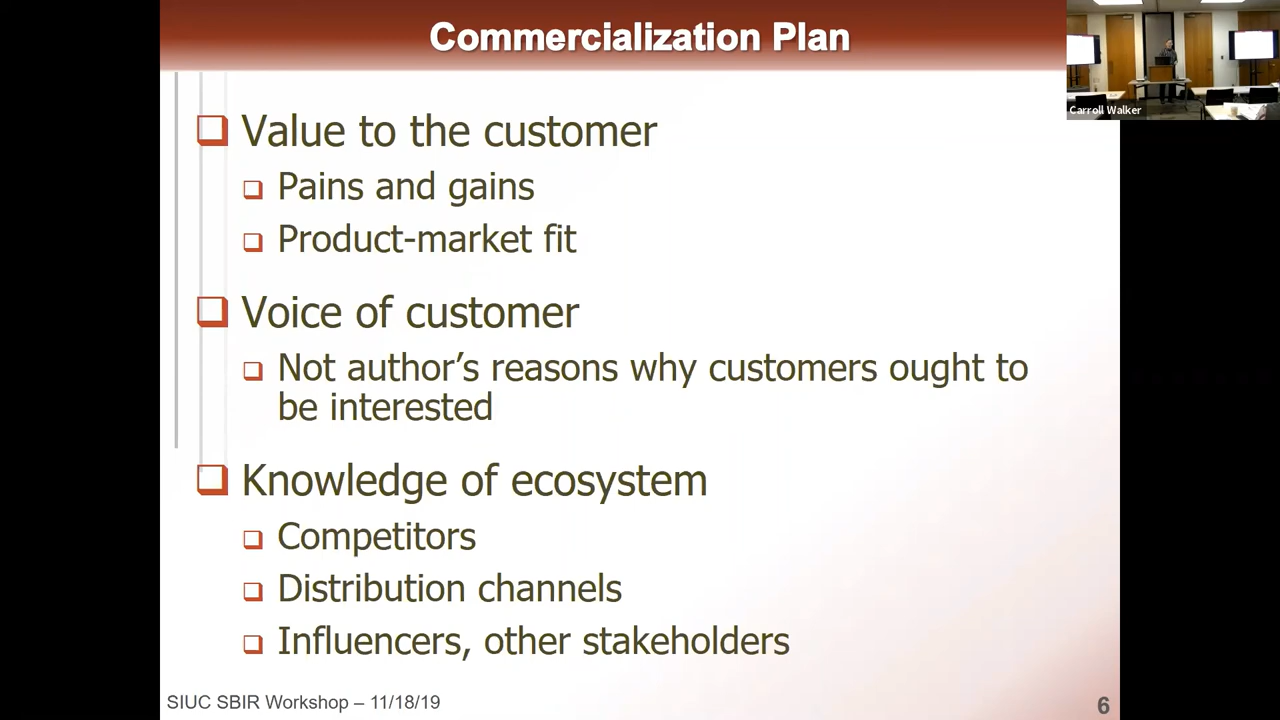 Commercialization Plan
Carroll Walker
Value to the customer
Pains and gains
Product-market fit
Voice of customer
Not author's reasons why customers ought to
be interested
Knowledge of ecosystem
Competitors
Distribution channels
Influencers, other stakeholders
SIUC SBIR Workshop – 11/18/19
6